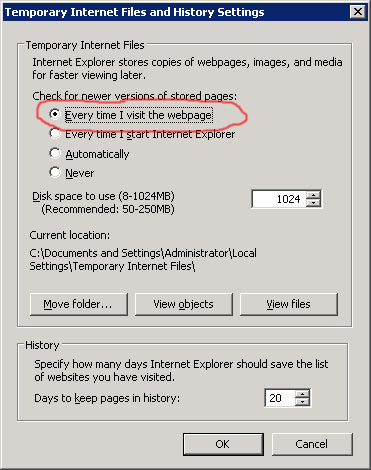 Temporary Internet Files and History Settings
Temporary Internet Files
Internet Explorer stores copies of webpages, images, and media
for faster viewing later.
Check for newer versions of stored pages:
Every time I visit the webpage
Every time I start Internet Explorer
Automatically
Never
Disk space to use (8-1024MB)
(Recommended: 50-250MB)
1024
Current location:
C:\Documents and Settings\Administrator\Local
Settings\Temporary Internet Files\
Move folder...
View objects
View files
History
Specify how many days Internet Explorer should save the list
of websites you have visited.
Days to keep pages in history:
20
OK
Cancel